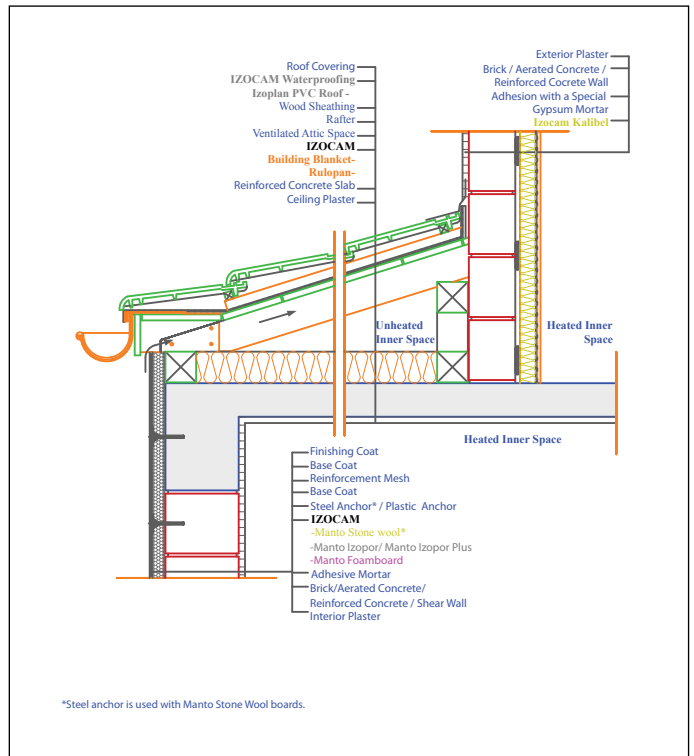 Roof Covering
IZOCAM Waterproofing
Izoplan PVC Roof -
Wood Sheathing
Rafter
Ventilated Attic Space
IZOCAM
Building Blanket-
Rulopan-
Reinforced Concrete Slab
Ceiling Plaster
Exterior Plaster
Brick / Aerated Concrete /
Reinforced Cocrete Wall
Adhesion with a Special
Gypsum Mortar
Izocam Kalibel
Unheated
Inner Space
Heated Inner
Space
Heated Inner Space
Finishing Coat
Base Coat
Reinforcement Mesh
Base Coat
Steel Anchor* / Plastic Anchor
IZOCAM
-Manto Stone wool*
-Manto Izopor/ Manto Izopor Plus
-Manto Foamboard
Adhesive Mortar
Brick/Aerated Concrete/
Reinforced Concrete / Shear Wall
Interior Plaster
*Steel anchor is used with Manto Stone Wool boards.